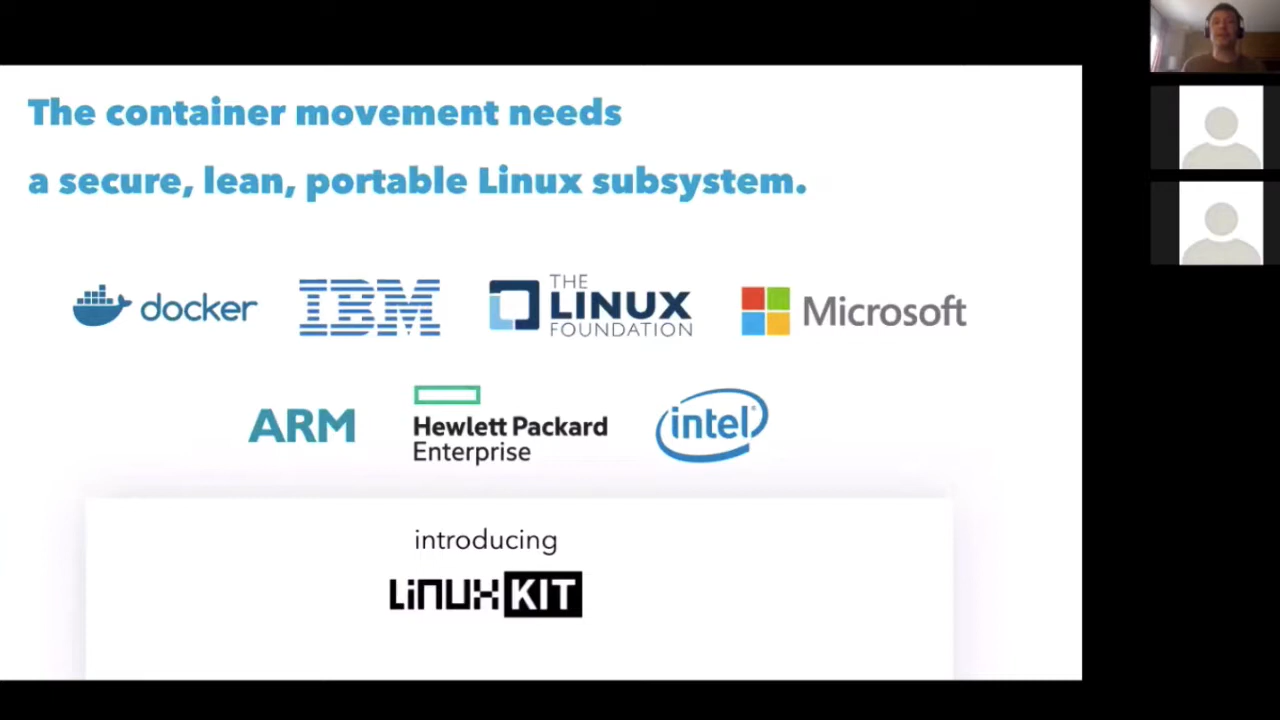 The container movement needs
a secure, lean, portable Linux subsystem.
docker
IBM
THE
LINUX
FOUNDATION
Microsoft
ARM
Hewlett Packard
Enterprise
intel
introducing
LINUXKIT